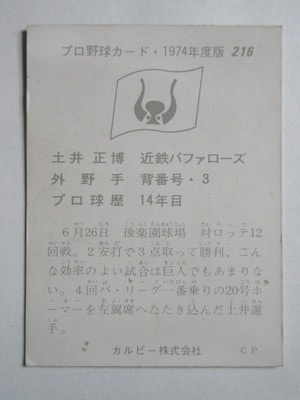 プロ野球カード・1974年度版 216
土井 正博 近鉄バファローズ
外野手 背番号・3
プロ球歴 14年目
6月26日 後楽園球場 対ロッテ12
回戦。2安打で3点取って勝利、こん
な効率のよい試合は巨人でもあまりな
い。4回パ・リーグ一番乗りの20号ホ
ーマーを左翼席へたたき込んだ土井選
手。
カルビー株式会社 C P.